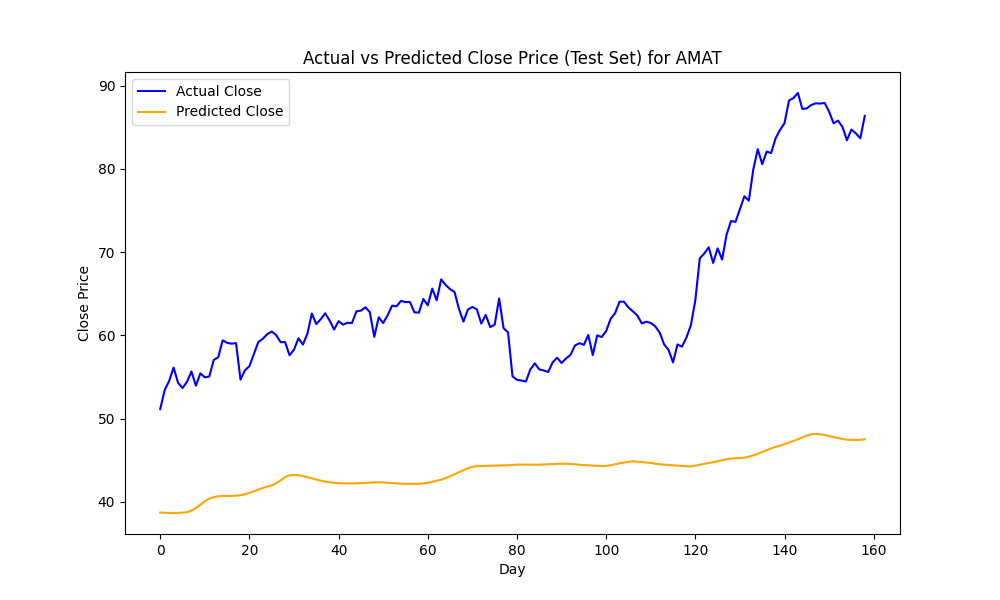 Actual vs Predicted Close Price (Test Set) for AMAT
Actual Close
Predicted Close
90
80
70
60
50
40
Close Price
0 20 40 60 80 100 120 140 160
Day